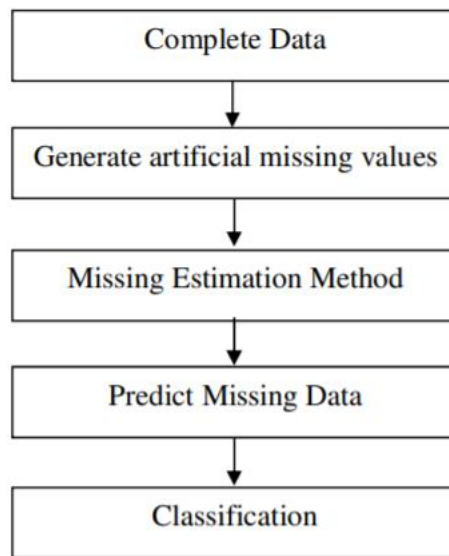 Complete Data
Generate artificial missing values
Missing Estimation Method
Predict Missing Data
Classification